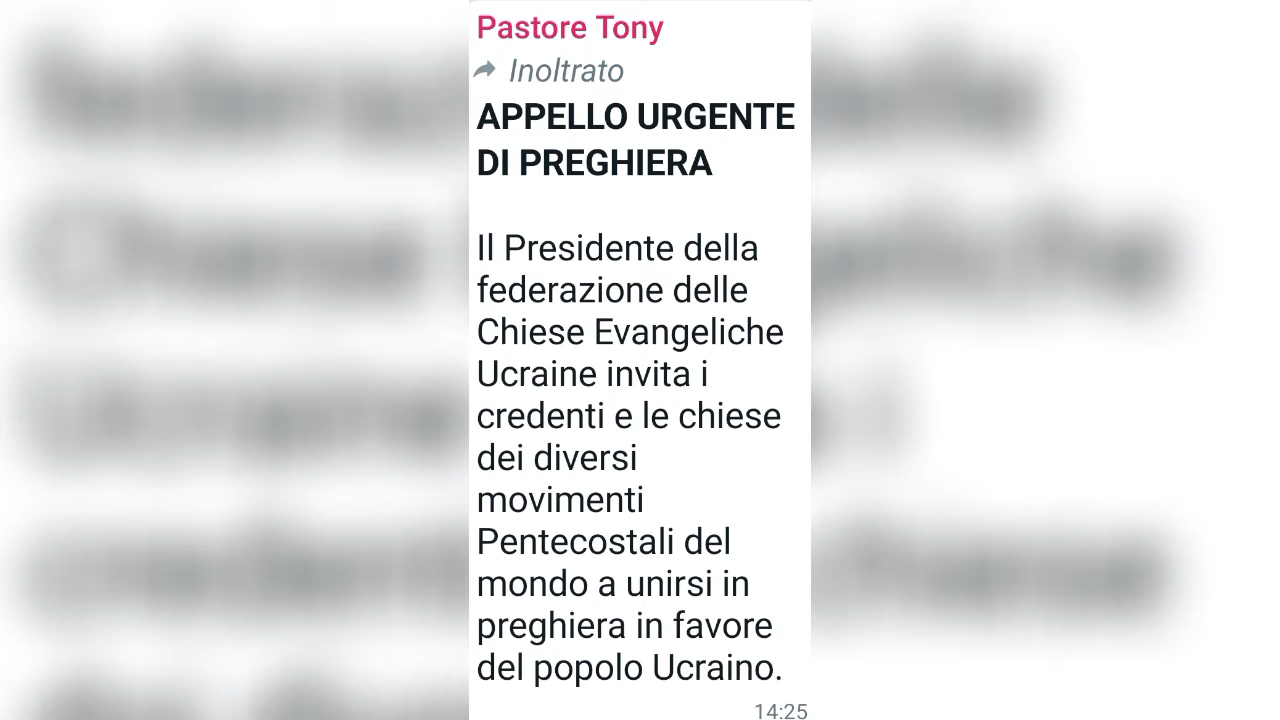 Pastore Tony
Inoltrato
APPELLO URGENTE
DI PREGHIERA
Il Presidente della
federazione delle
Chiese Evangeliche
Ucraine invita i
credenti e le chiese
dei diversi
movimenti
Pentecostali del
mondo a unirsi in
preghiera in favore
del popolo Ucraino.
14:25